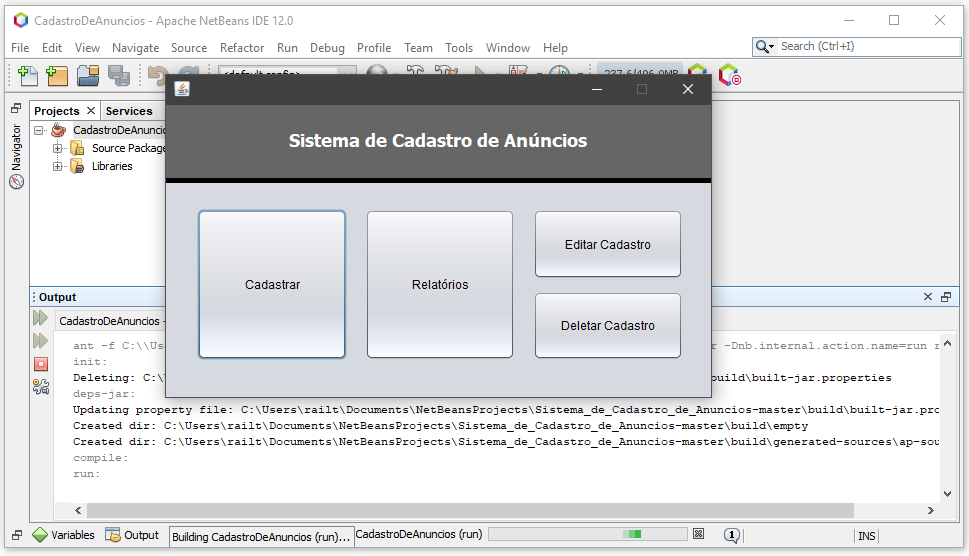 CadastroDeAnuncios - Apache NetBeans IDE 12.0
File Edit View Navigate Source Refactor Run Debug Profile Team Tools Window Help
Search (Ctrl+I)
237,6/406,0MB
Projects Services
Navigator
CadastroDeAnuncio
Source Package
Libraries
Sistema de Cadastro de Anúncios
Cadastrar
Relatórios
Editar Cadastro
Deletar Cadastro
Output
CadastroDeAnuncios -
ant -f C:\\Us r -Dnb.internal.action.name=run r
init:
Deleting: C:\ build\built-jar.properties
deps-jar:
Updating property file: C:\Users\railt\Documents\NetBeansProjects\Sistema_de_Cadastro_de_Anuncios-master\build\built-jar.pro
Created dir: C:\Users\railt\Documents\NetBeansProjects\Sistema_de_Cadastro_de_Anuncios-master\build\empty
Created dir: C:\Users\railt\Documents\NetBeansProjects\Sistema_de_Cadastro_de_Anuncios-master\build\generated-sources\ap-sou
compile:
run:
Variables Output Building CadastroDeAnuncios (run)... CadastroDeAnuncios (run) 1 INS